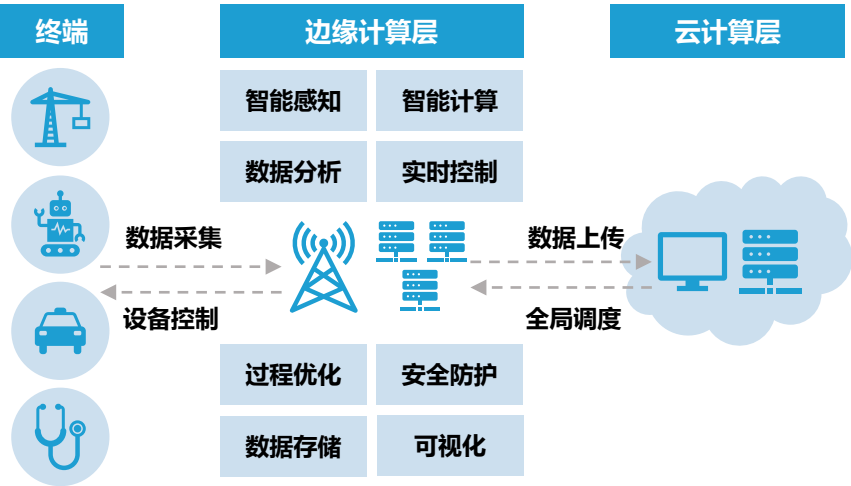 终端
边缘计算层
云计算层
智能感知
智能计算
数据分析
实时控制
数据采集
数据上传
设备控制
全局调度
过程优化
安全防护
数据存储
可视化